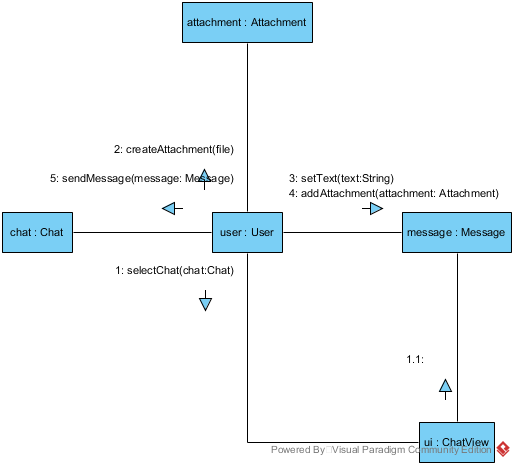 attachment : Attachment
2: createAttachment(file)
5: sendMessage(message: Message)
3: setText(text:String)
4: addAttachment(attachment: Attachment)
chat : Chat
user : User
message : Message
1: selectChat(chat:Chat)
1.1:
ui : ChatView
Powered By Visual Paradigm Community Edition